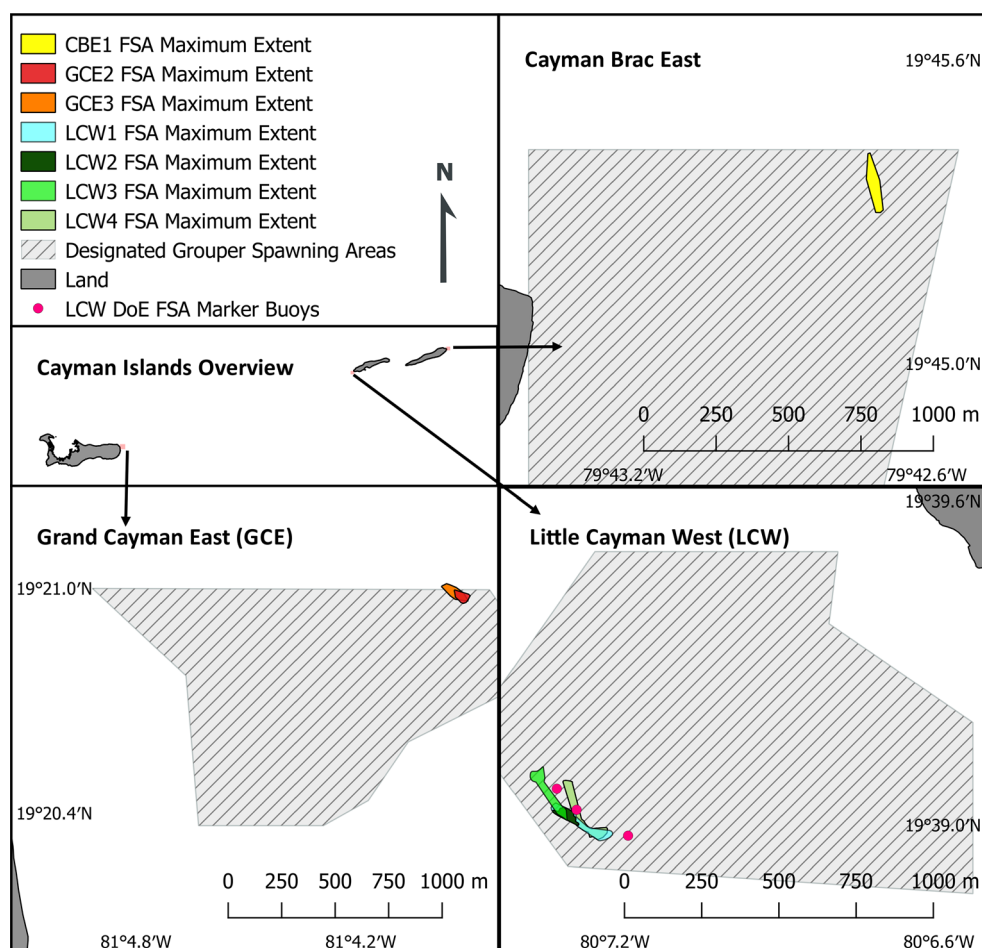 CBE1 FSA Maximum Extent
GCE2 FSA Maximum Extent
GCE3 FSA Maximum Extent
LCW1 FSA Maximum Extent
LCW2 FSA Maximum Extent
LCW3 FSA Maximum Extent
LCW4 FSA Maximum Extent
Designated Grouper Spawning Areas
Land
LCW DoE FSA Marker Buoys
N
Cayman Brac East
19°45.6'N
19°45.0'N
0 250 500 750 1000 m
79°43.2'W 79°42.6'W
Cayman Islands Overview
Grand Cayman East (GCE)
19°21.0'N
19°20.4'N
0 250 500 750 1000 m
81°4.8'W 81°4.2'W
19°39.6'N
Little Cayman West (LCW)
19°39.0'N
0 250 500 750 1000 m
80°7.2'W 80°6.6'W